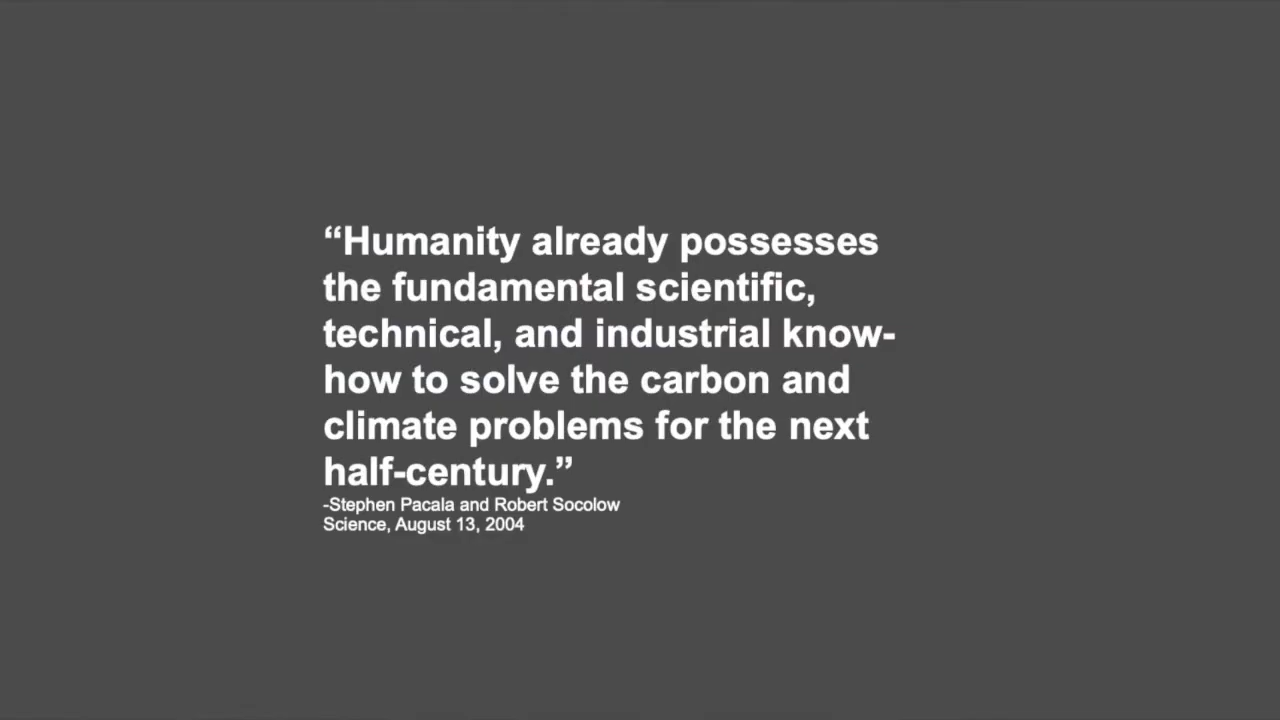 “Humanity already possesses
the fundamental scientific,
technical, and industrial know-
how to solve the carbon and
climate problems for the next
half-century.”
-Stephen Pacala and Robert Socolow
Science, August 13, 2004